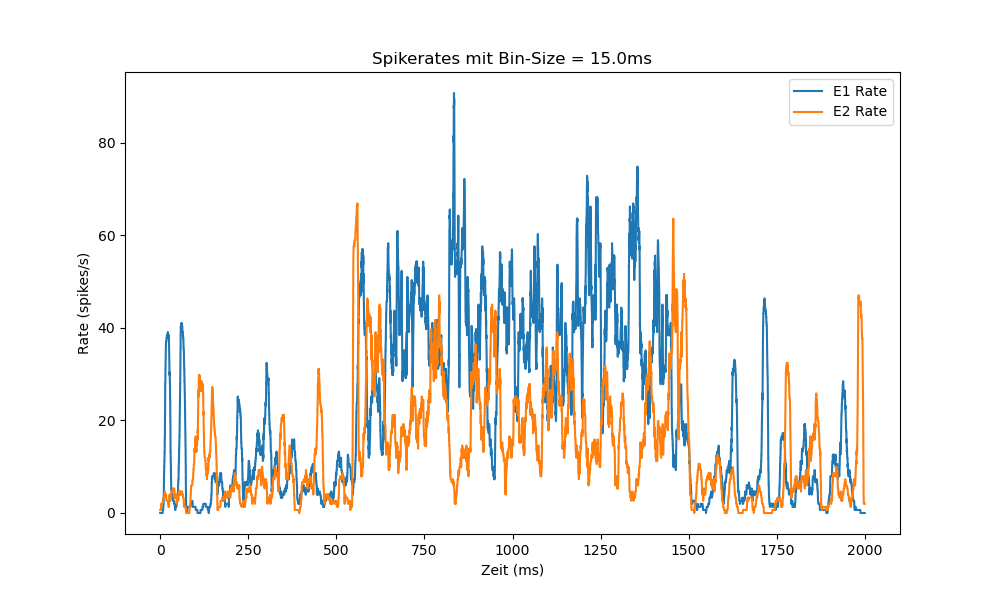 Spikerates mit Bin-Size = 15.0ms
E1 Rate
E2 Rate
Rate (spikes/s)
80
60
40
20
0
0 250 500 750 1000 1250 1500 1750 2000
Zeit (ms)